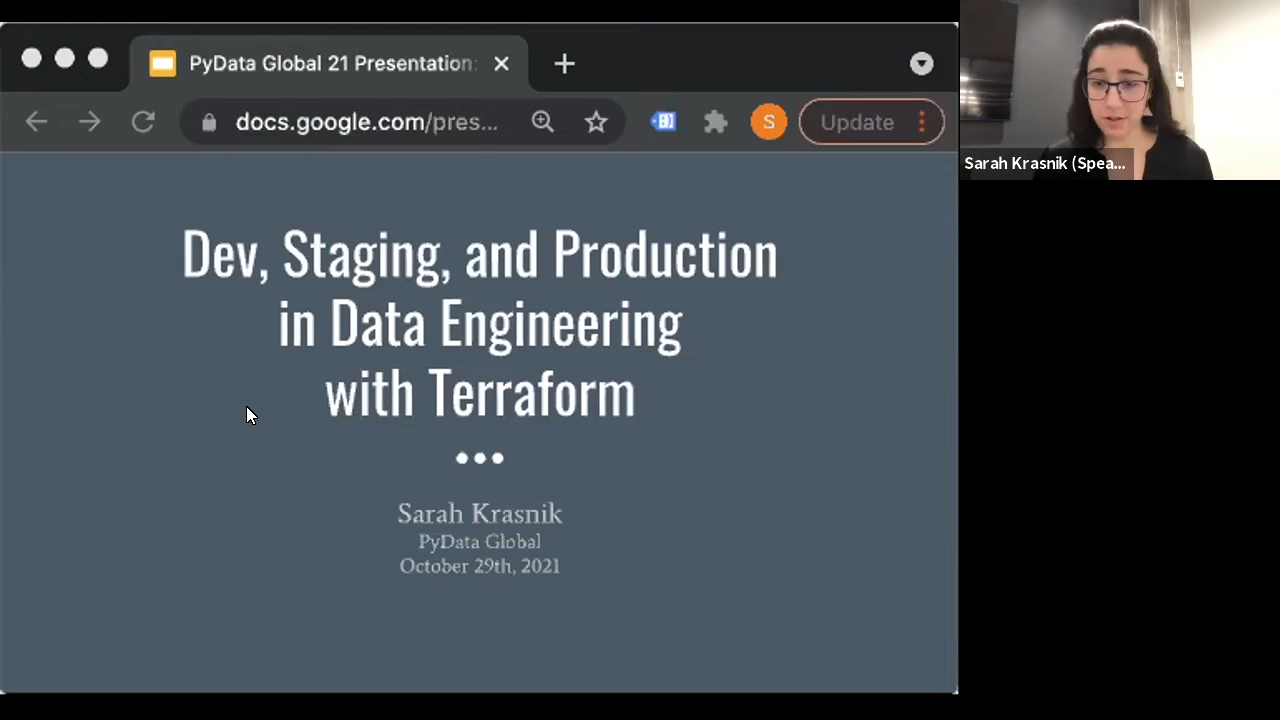 PyData Global 21 Presentation:
docs.google.com/pres...
S
Update
Dev, Staging, and Production
in Data Engineering
with Terraform
Sarah Krasnik
PyData Global
October 29th, 2021
Sarah Krasnik (Spea...